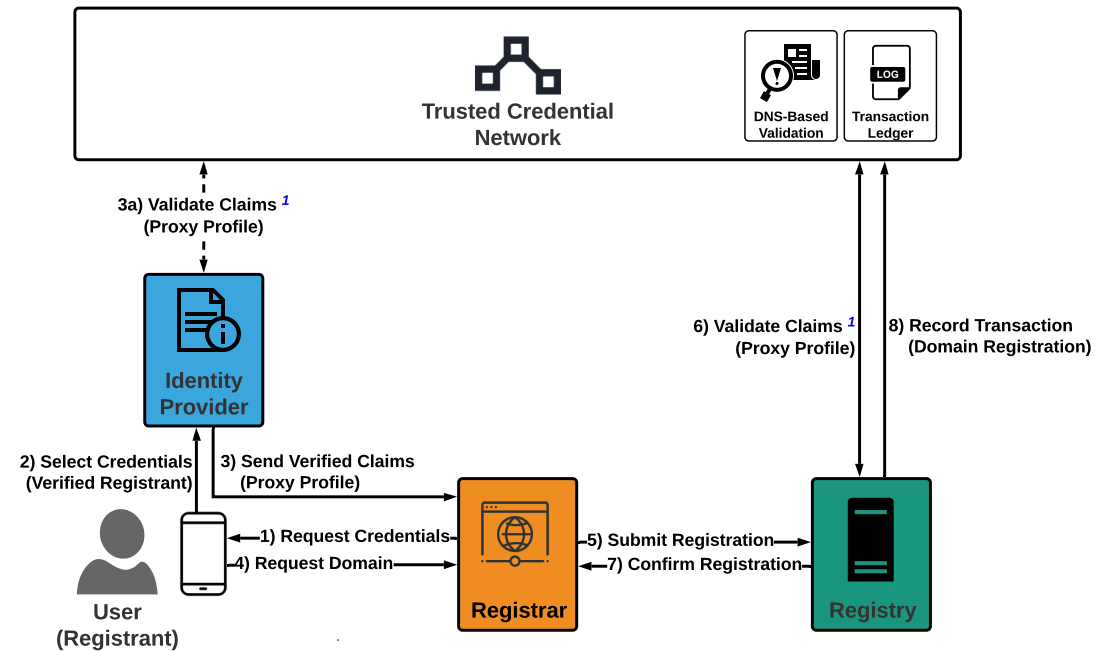 Trusted Credential
Network
DNS-Based
Validation
LOG
Transaction
Ledger
3a) Validate Claims 1
(Proxy Profile)
Identity
Provider
6) Validate Claims 1
(Proxy Profile)
8) Record Transaction
(Domain Registration)
2) Select Credentials
(Verified Registrant)
3) Send Verified Claims
(Proxy Profile)
1) Request Credentials
4) Request Domain
5) Submit Registration
7) Confirm Registration
User
(Registrant)
Registrar
Registry